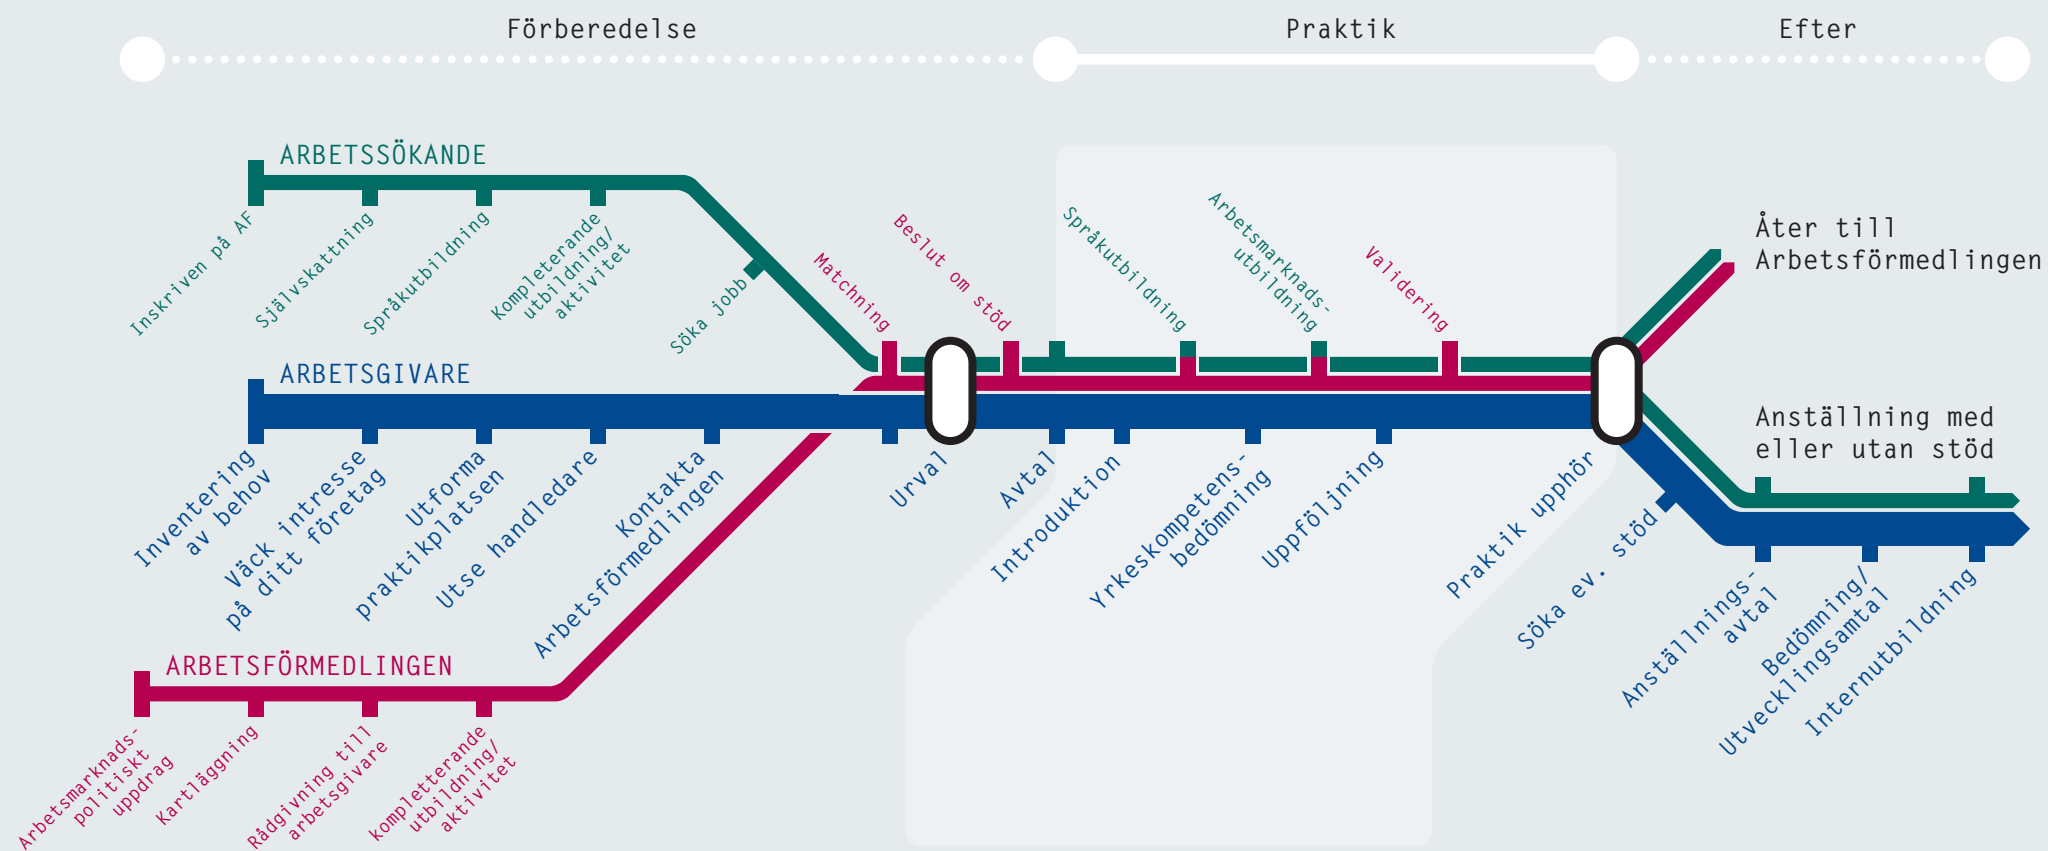 Förberedelse
Praktik
Efter
ARBETSSÖKANDE
Inskriven på AF
Självskattning
Språkutbildning
Kompleterande
utbildning/
aktivitet
Söka jobb
Matchning
Beslut om stöd
Språkutbildning
Arbetsmarknads-
utbildning
Validering
Åter till
Arbetsförmedlingen
ARBETSGIVARE
Inventering
av behov
Väck intresse
på ditt företag
Utforma
praktikplatsen
Utse handledare
Kontakta
Arbetsförmedlingen
Urval
Avtal
Introduktion
Yrkeskompetens-
bedömning
Uppföljning
Praktik upphör
Anställning med
eller utan stöd
Söka ev. stöd
Anställnings-
avtal
Bedömning/
Utvecklingsamtal
Internutbildning
ARBETSFÖRMEDLINGEN
Arbetsmarknads-
politiskt
uppdrag
Kartläggning
Rådgivning till
arbetsgivare
kompletterande
utbildning/
aktivitet